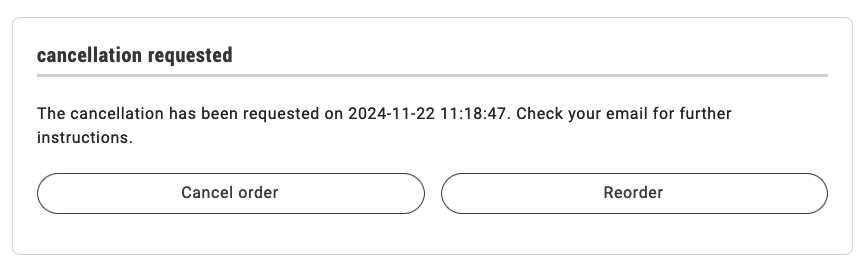 cancellation requested
The cancellation has been requested on 2024-11-22 11:18:47. Check your email for further
instructions.
Cancel order
Reorder